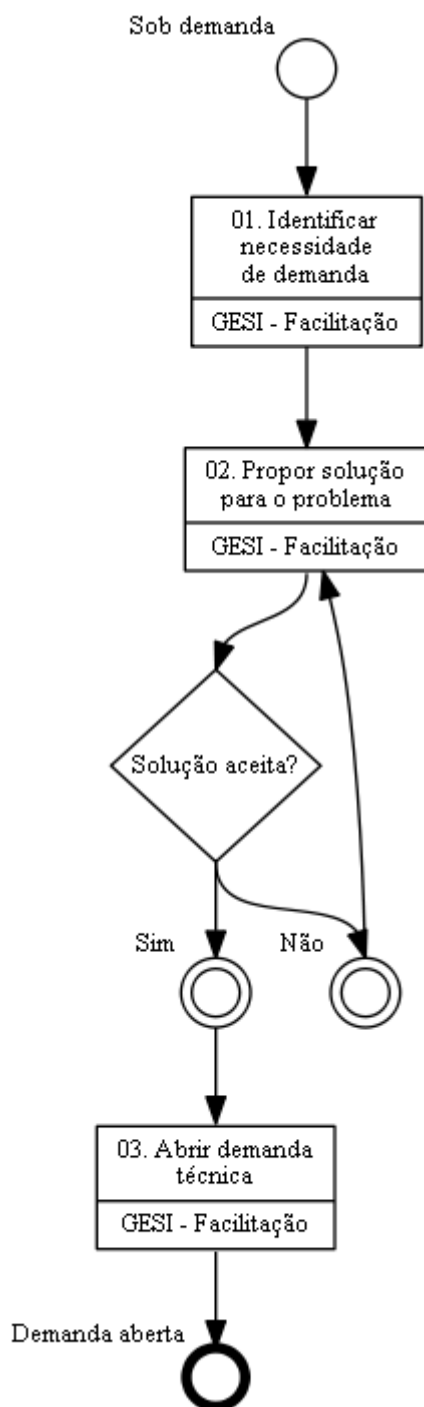 Sob demanda
01. Identificar
necessidade
de demanda
GESI - Facilitação
02. Propor solução
para o problema
GESI - Facilitação
Solução aceita?
Sim
Não
03. Abrir demanda
técnica
GESI - Facilitação
Demanda aberta